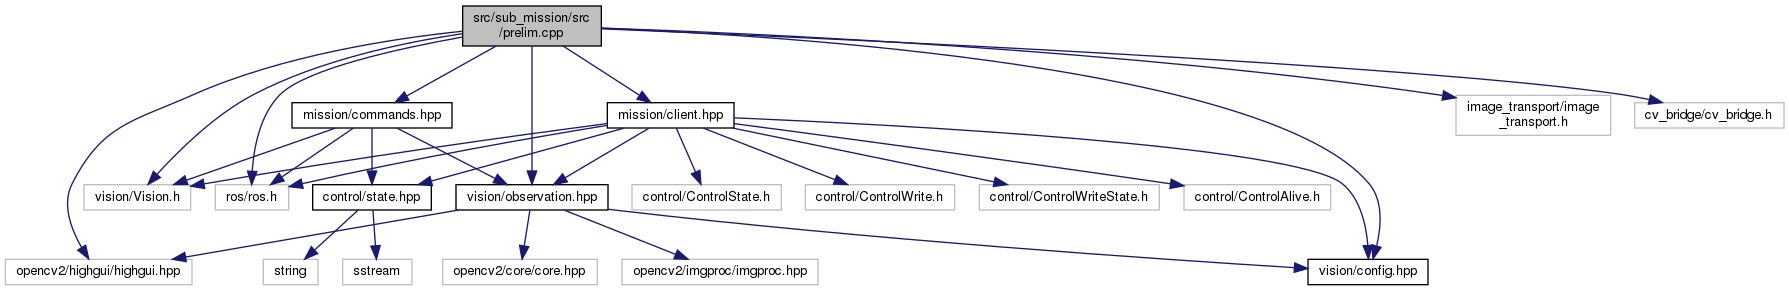 src/sub_mission/src
/prelim.cpp
mission/commands.hpp
mission/client.hpp
image_transport/image
_transport.h
cv_bridge/cv_bridge.h
vision/Vision.h
ros/ros.h
control/state.hpp
vision/observation.hpp
control/ControlState.h
control/ControlWrite.h
control/ControlWriteState.h
control/ControlAlive.h
opencv2/highgui/highgui.hpp
string
sstream
opencv2/core/core.hpp
opencv2/imgproc/imgproc.hpp
vision/config.hpp